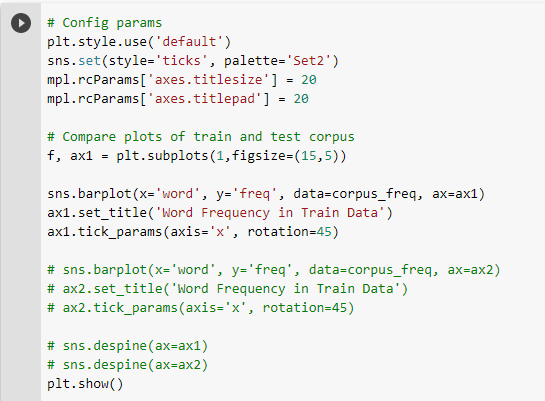 # Config params
plt.style.use('default')
sns.set(style='ticks', palette='Set2')
mpl.rcParams['axes.titlesize'] = 20
mpl.rcParams['axes.titlepad'] = 20
# Compare plots of train and test corpus
f, ax1 = plt.subplots(1,figsize=(15,5))
sns.barplot(x='word', y='freq', data=corpus_freq, ax=ax1)
ax1.set_title('Word Frequency in Train Data')
ax1.tick_params(axis='x', rotation=45)
# sns.barplot(x='word', y='freq', data=corpus_freq, ax=ax2)
# ax2.set_title('Word Frequency in Train Data')
# ax2.tick_params(axis='x', rotation=45)
# sns.despine(ax=ax1)
# sns.despine(ax=ax2)
plt.show()